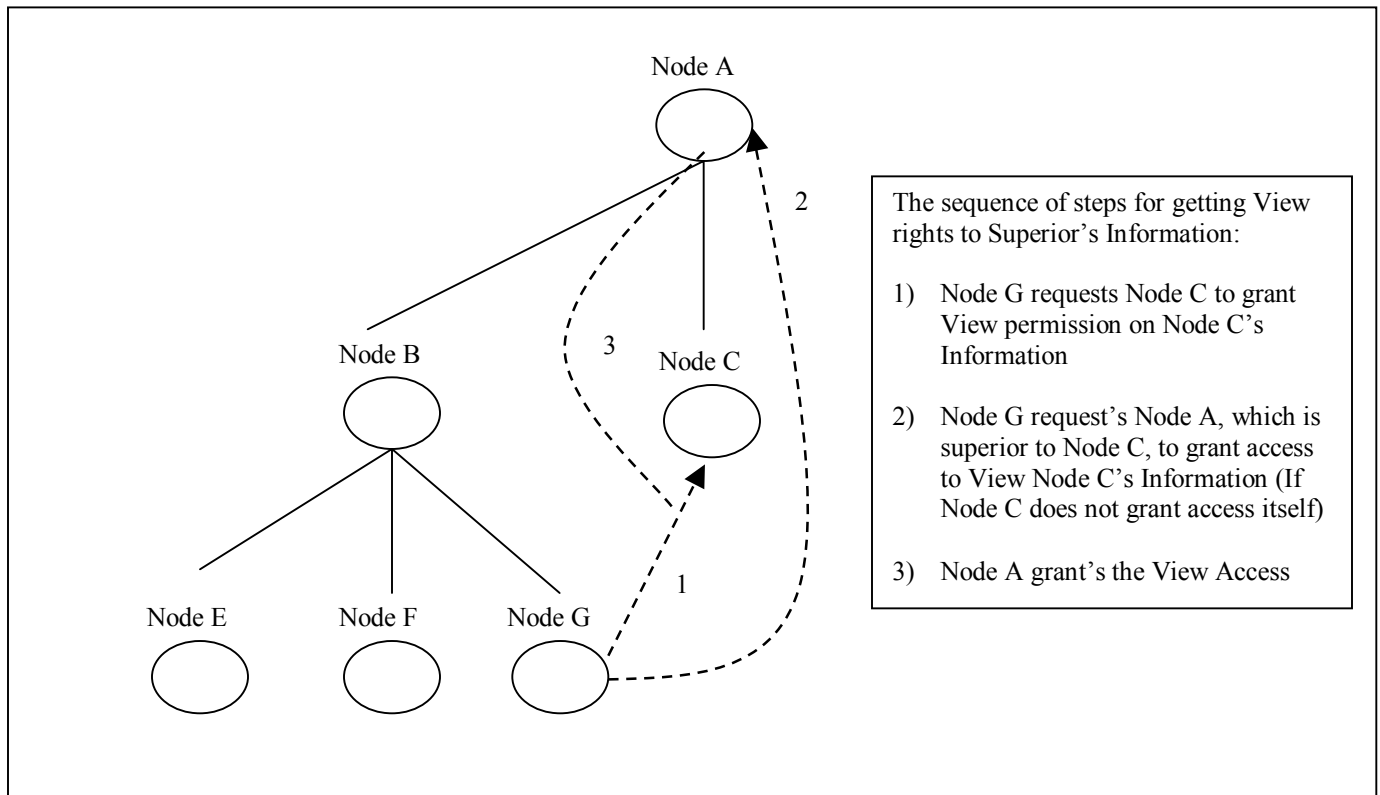 Node A
2
The sequence of steps for getting View
rights to Superior's Information:
1) Node G requests Node C to grant
View permission on Node C's
Information
2) Node G request's Node A, which is
superior to Node C, to grant access
to View Node C's Information (If
Node C does not grant access itself)
3) Node A grant's the View Access
3
Node B
Node C
1
Node E
Node F
Node G